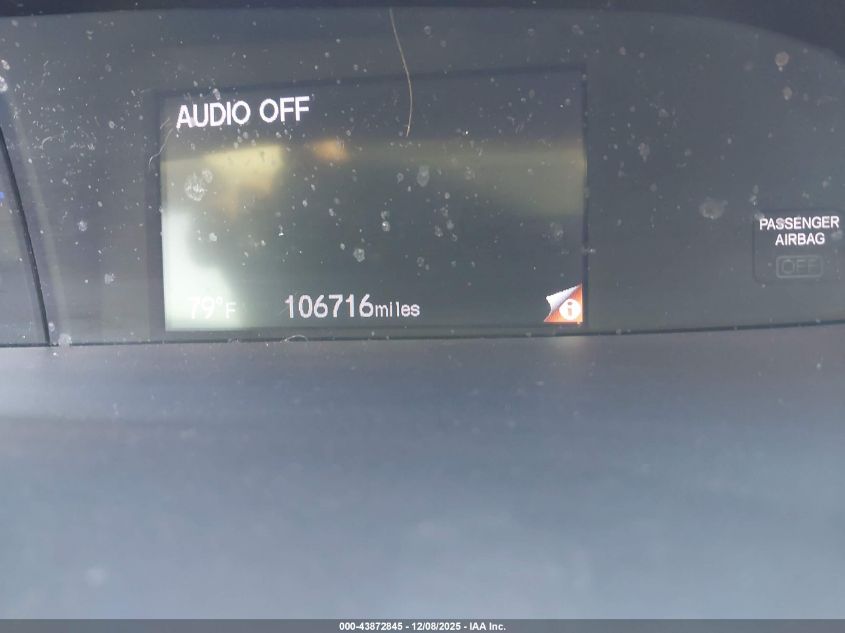 AUDIO OFF
PASSENGER
AIRBAG
OFF
79°F 106716miles
i
000-43872845 - 12/08/2025 - IAA Inc.